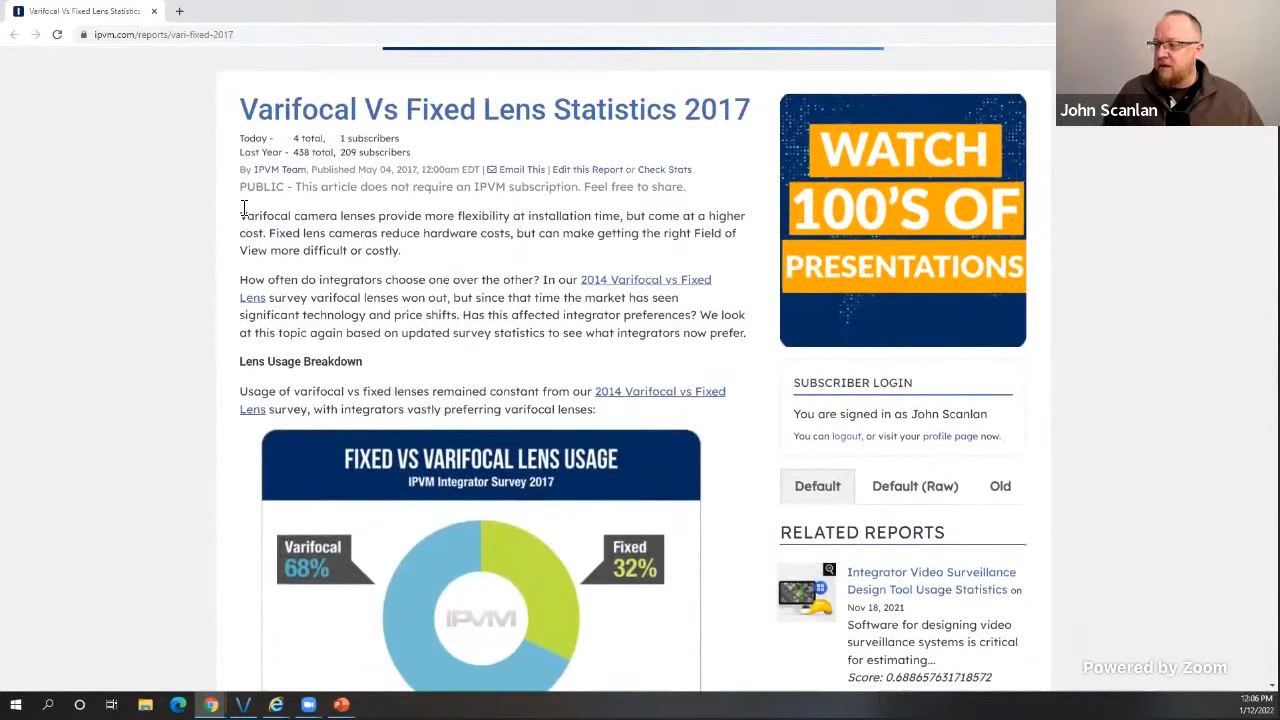 Varifocal Vs Fixed Lens Statistics
ipvm.com/reports/vari-fixed-2017
John Scanlan
Varifocal Vs Fixed Lens Statistics 2017
Today - 4 total, 1 subscribers
Last Year - 438 total, 209 subscribers
By IPVM Team, Published May 04, 2017, 12:00am EDT | Email This | Edit this Report or Check Stats
PUBLIC - This article does not require an IPVM subscription. Feel free to share.
Varifocal camera lenses provide more flexibility at installation time, but come at a higher
cost. Fixed lens cameras reduce hardware costs, but can make getting the right Field of
View more difficult or costly.
How often do integrators choose one over the other? In our 2014 Varifocal vs Fixed
Lens survey varifocal lenses won out, but since that time the market has seen
significant technology and price shifts. Has this affected integrator preferences? We look
at this topic again based on updated survey statistics to see what integrators now prefer.
Lens Usage Breakdown
Usage of varifocal vs fixed lenses remained constant from our 2014 Varifocal vs Fixed
Lens survey, with integrators vastly preferring varifocal lenses:
FIXED VS VARIFOCAL LENS USAGE
IPVM Integrator Survey 2017
Varifocal
68%
Fixed
32%
IPVM
WATCH
100'S OF
PRESENTATIONS
SUBSCRIBER LOGIN
You are signed in as John Scanlan
You can logout, or visit your profile page now.
Default Default (Raw) Old
RELATED REPORTS
Integrator Video Surveillance
Design Tool Usage Statistics on
Nov 18, 2021
Software for designing video
surveillance systems is critical
for estimating...
Score: 0.688657631718572
Powered by Zoom
12:06 PM
1/12/2022